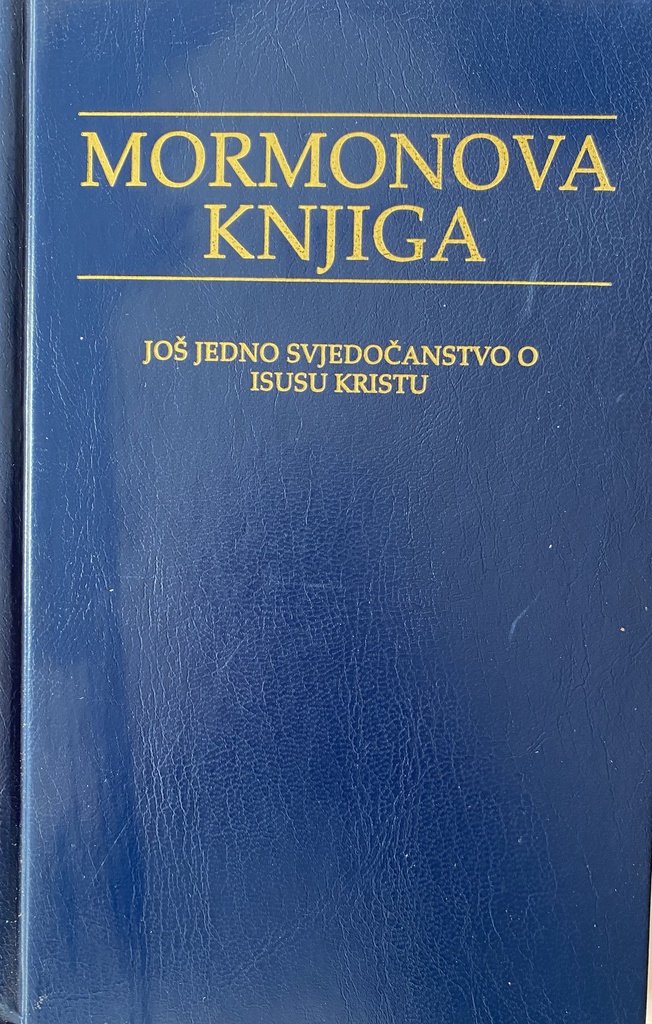 MORMONOVA
KNJIGA
JOŠ JEDNO SVJEDOČANSTVO O
ISUSU KRISTU